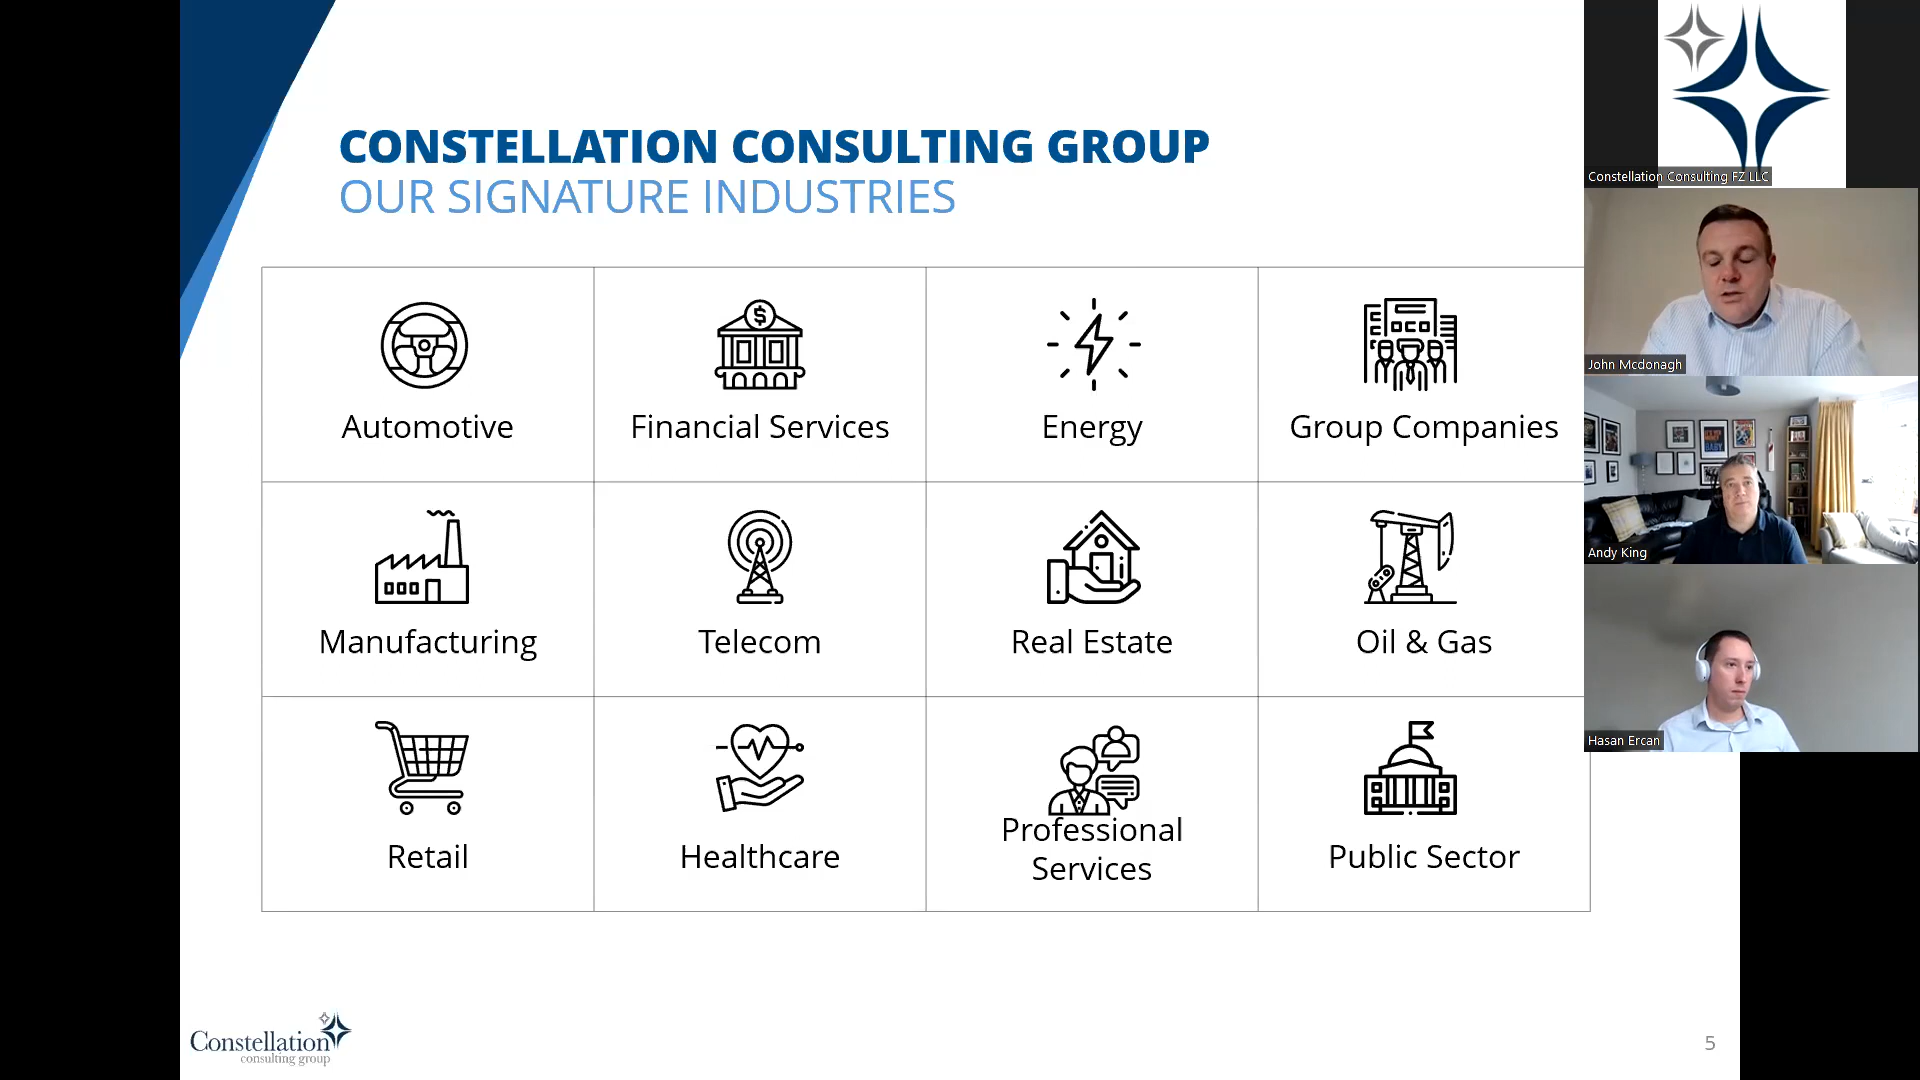 CONSTELLATION CONSULTING GROUP
OUR SIGNATURE INDUSTRIES
$
Automotive
Financial Services
Energy
Group Companies
Manufacturing
Telecom
Real Estate
Oil & Gas
Retail
Healthcare
Professional
Services
Public Sector
Constellation
consulting group
5
Constellation Consulting FZ LLC
John Mcdonagh
Andy King
Hasan Ercan